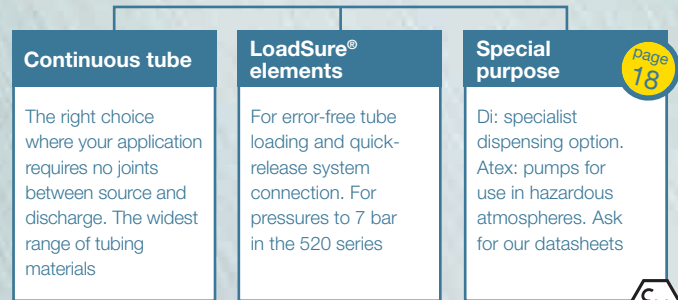 Continuous tube
The right choice
where your application
requires no joints
between source and
discharge. The widest
range of tubing
materials
LoadSure®
elements
For error-free tube
loading and quick-
release system
connection. For
pressures to 7 bar
in the 520 series
Special
purpose
page
18
Di: specialist
dispensing option.
Atex: pumps for
use in hazardous
atmospheres. Ask
for our datasheets